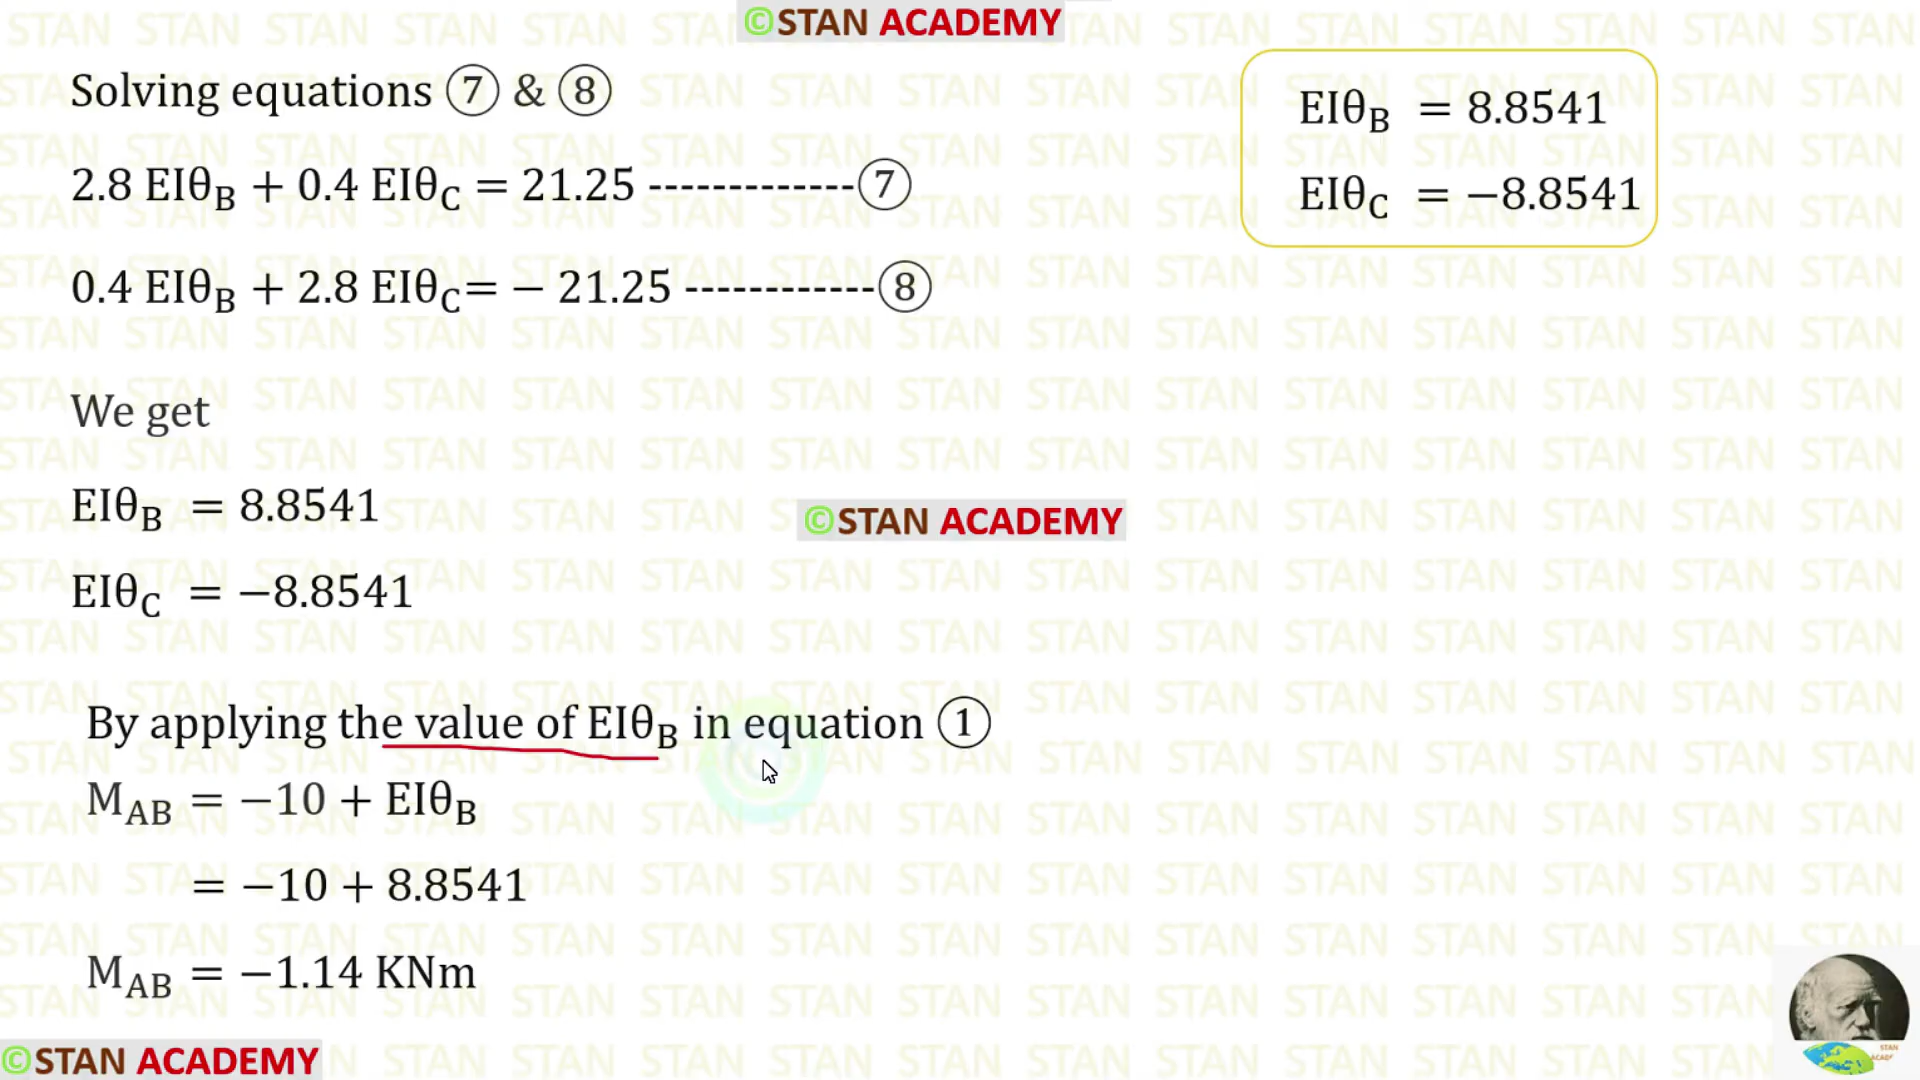 ©STAN ACADEMY
Solving equations ⑦ & ⑧
2.8 EIθB + 0.4 EIθC = 21.25 -------------⑦
0.4 EIθB + 2.8 EIθC= − 21.25 ------------⑧
EIθB = 8.8541
EIθC = −8.8541
We get
EIθB = 8.8541
EIθC = −8.8541
©STAN ACADEMY
By applying the value of EIθB in equation ①
MAB = −10 + EIθB
= −10 + 8.8541
MAB = −1.14 KNm
©STAN ACADEMY
STAN